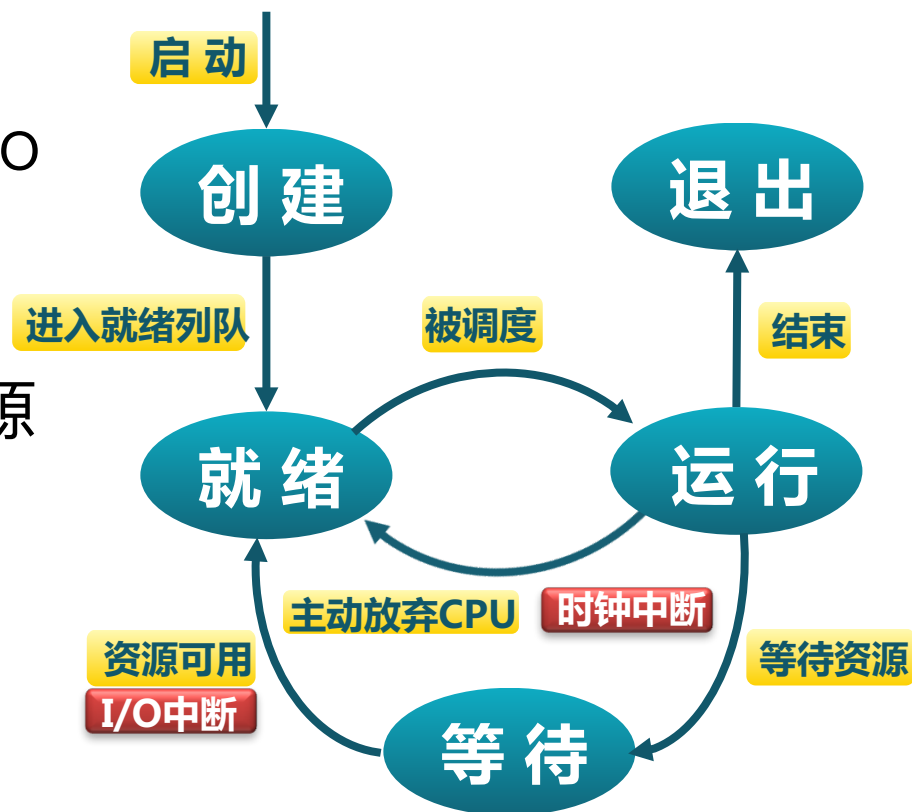 启 动
O
创 建
退 出
进入就绪列队
被调度
结束
源
就 绪
运 行
主动放弃CPU
时钟中断
资源可用
等待资源
I/O中断
等 待